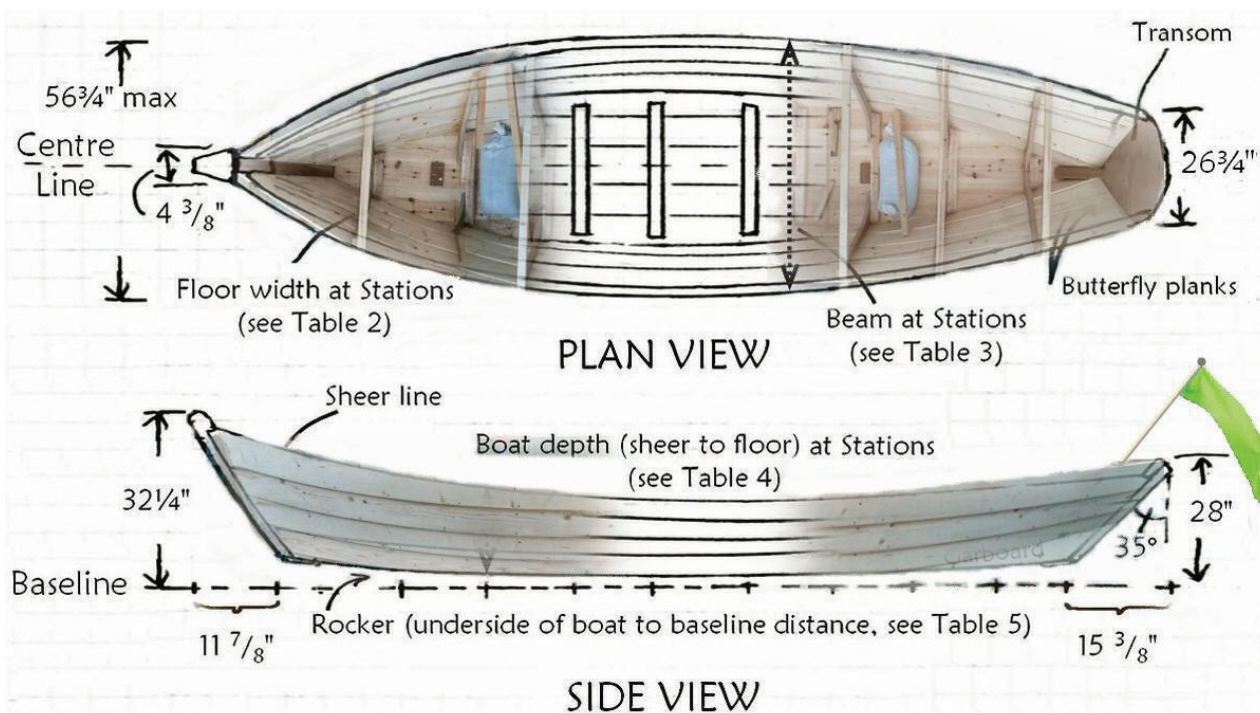 Transom
56¾" max
Centre
Line
26¾"
4 ³/₈"
Floor width at Stations
(see Table 2)
Butterfly planks
Beam at Stations
(see Table 3)
PLAN VIEW
Sheer line
Boat depth (sheer to floor) at Stations
(see Table 4)
32¼"
28"
35°
Garboard
Baseline
Rocker (underside of boat to baseline distance, see Table 5)
11 ⁷/₈"
15 ³/₈"
SIDE VIEW